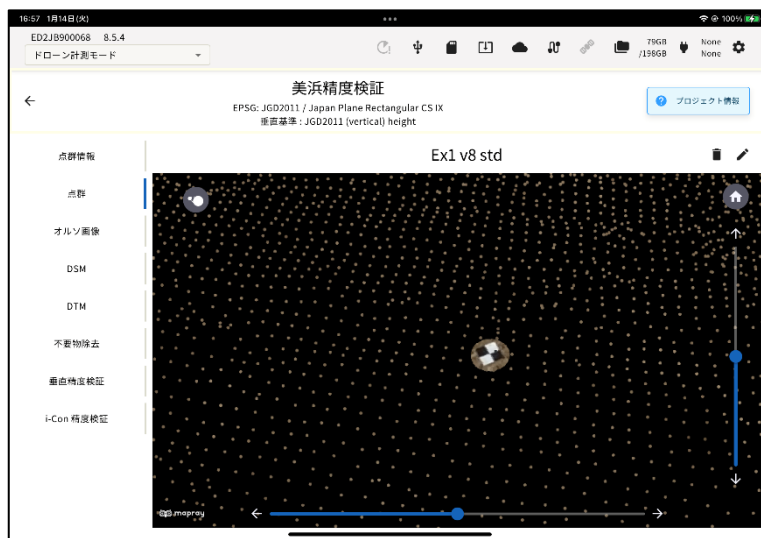 16:57 1月14日(火)
100%
ED2JB900068 8.5.4
ドローン計測モード
79GB
/198GB
None
None
美浜精度検証
EPSG: JGD2011 / Japan Plane Rectangular CS IX
垂直基準 : JGD2011 (vertical) height
プロジェクト情報
点群情報
点群
オルソ画像
DSM
DTM
不要物除去
垂直精度検証
i-Con 精度検証
Ex1 v8 std
mapray